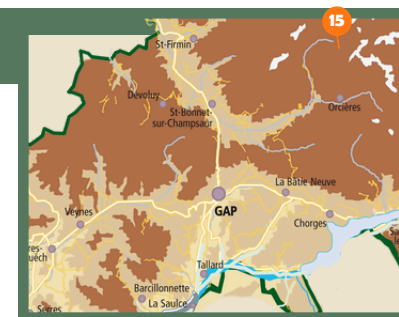 15
St-Firmin
Dévoluy
St-Bonnet-
sur-Champsaur
Orcières
La Bâtie Neuve
GAP
Veynes
Chorges
Tallard
Barcillonnette
La Saulce
Serres